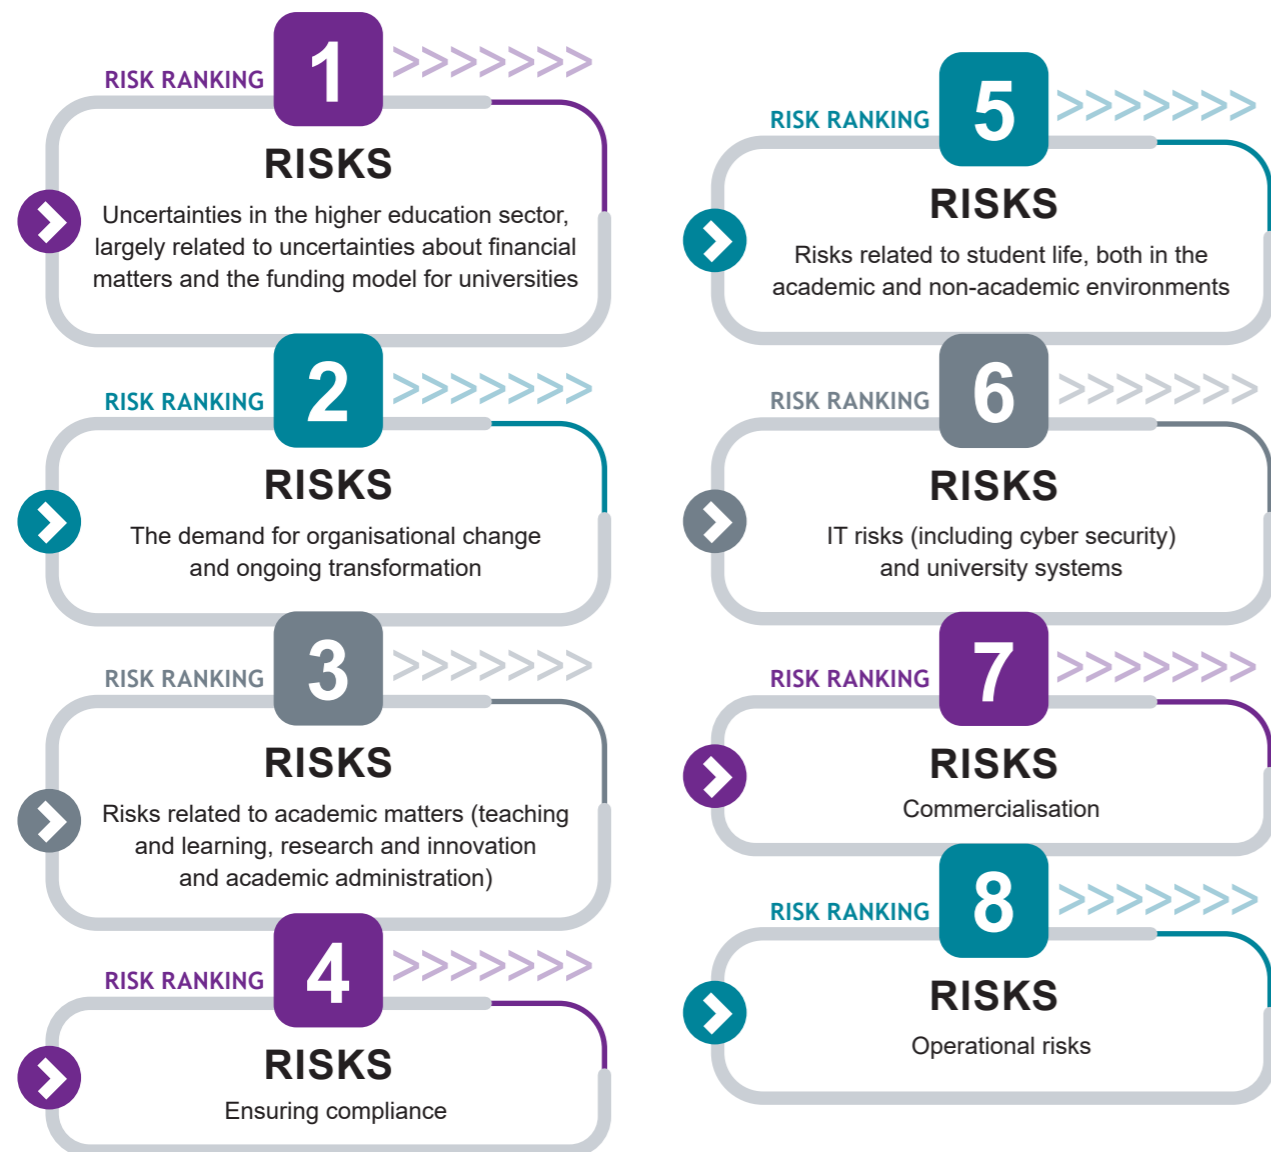 RISK RANKING 1 >>>>>>>
RISKS
Uncertainties in the higher education sector,
largely related to uncertainties about financial
matters and the funding model for universities
RISK RANKING 2 >>>>>>>
RISKS
The demand for organisational change
and ongoing transformation
RISK RANKING 3 >>>>>>>
RISKS
Risks related to academic matters (teaching
and learning, research and innovation
and academic administration)
RISK RANKING 4 >>>>>>>
RISKS
Ensuring compliance
RISK RANKING 5 >>>>>>>
RISKS
Risks related to student life, both in the
academic and non-academic environments
RISK RANKING 6 >>>>>>>
RISKS
IT risks (including cyber security)
and university systems
RISK RANKING 7 >>>>>>>
RISKS
Commercialisation
RISK RANKING 8 >>>>>>>
RISKS
Operational risks